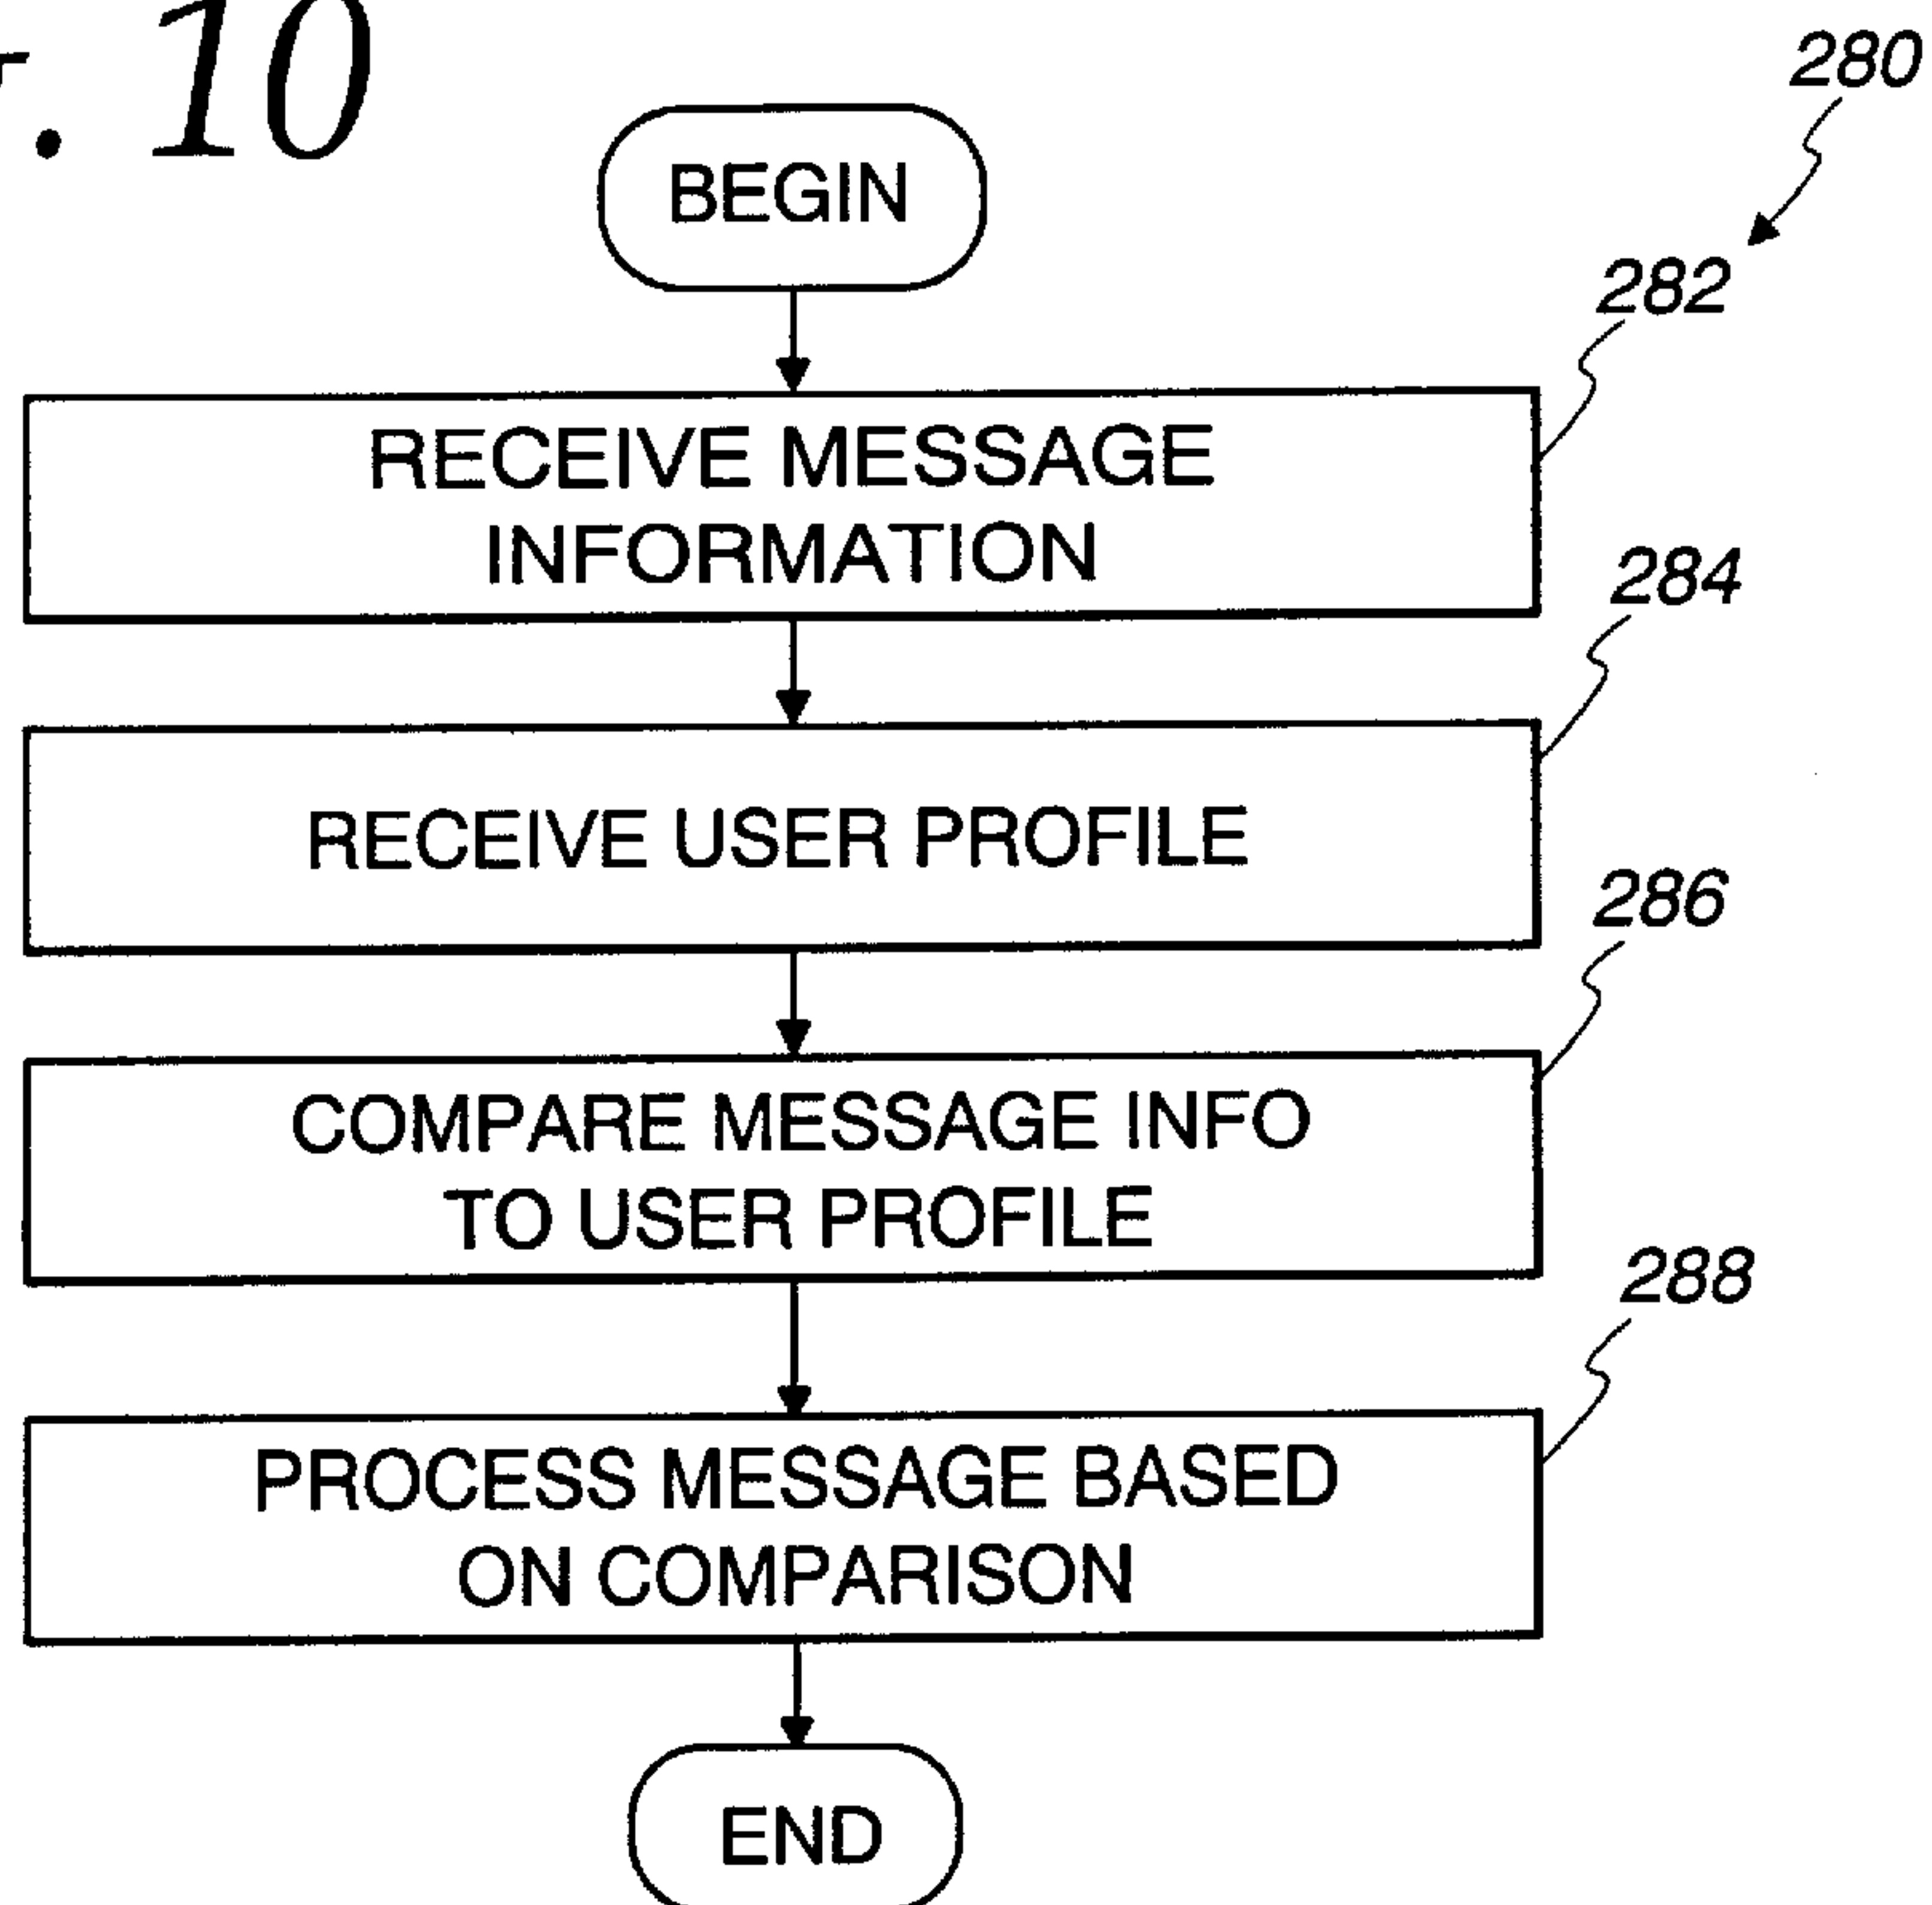 . 10
280
BEGIN
282
RECEIVE MESSAGE
INFORMATION
284
RECEIVE USER PROFILE
286
COMPARE MESSAGE INFO
TO USER PROFILE
288
PROCESS MESSAGE BASED
ON COMPARISON
END